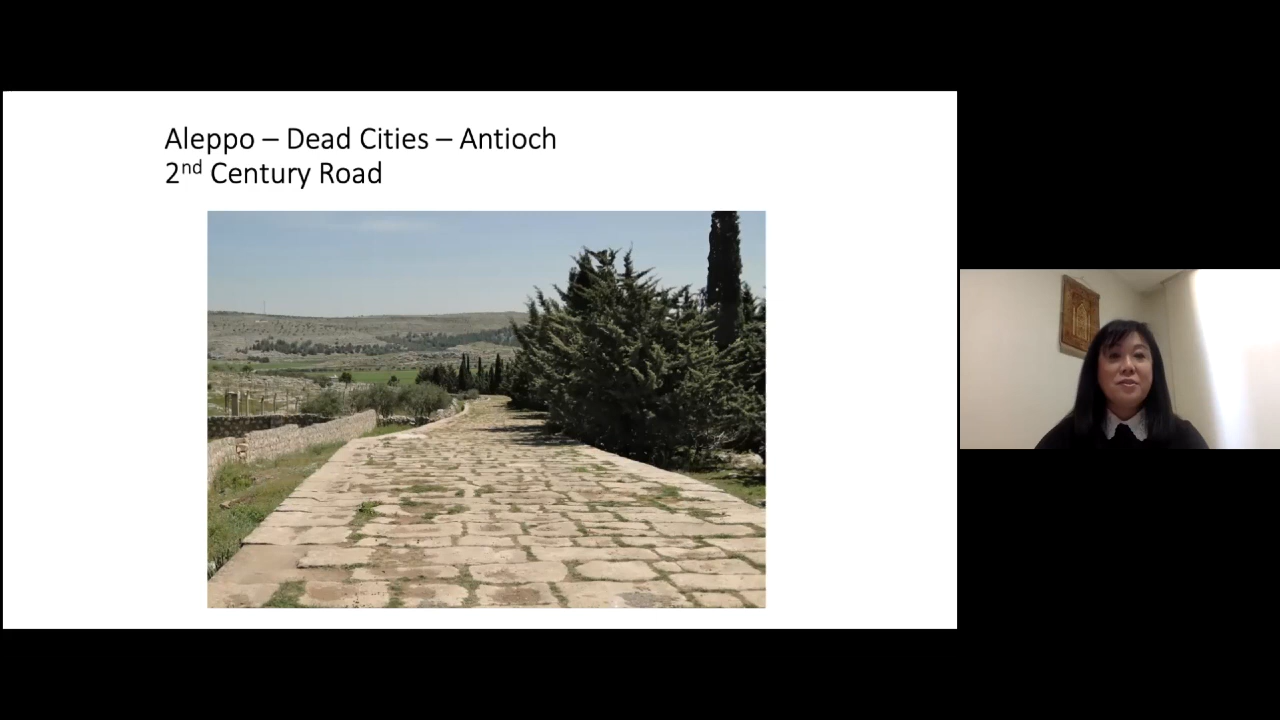 Aleppo – Dead Cities – Antioch
2nd Century Road